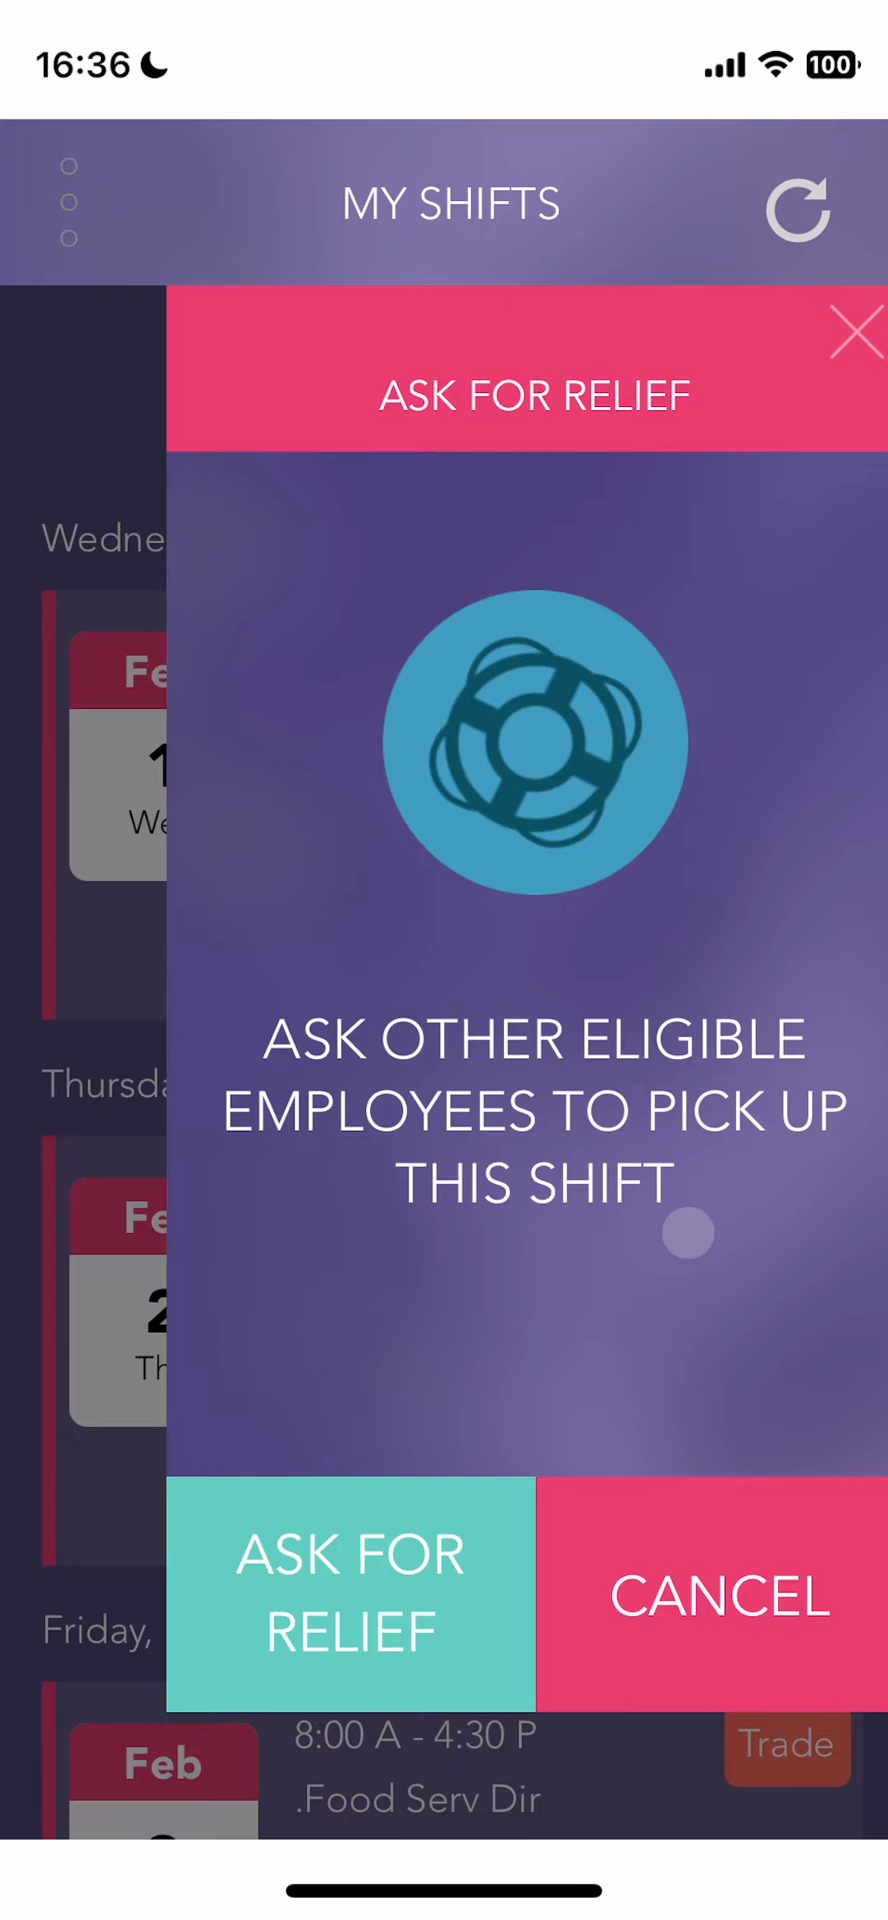 16:36
100
MY SHIFTS
ASK FOR RELIEF
Wedne
Fe
1
We
ASK OTHER ELIGIBLE
EMPLOYEES TO PICK UP
THIS SHIFT
Thursda
Fe
2
Th
ASK FOR
RELIEF
CANCEL
Friday,
8:00 A - 4:30 P
Trade
Feb
.Food Serv Dir